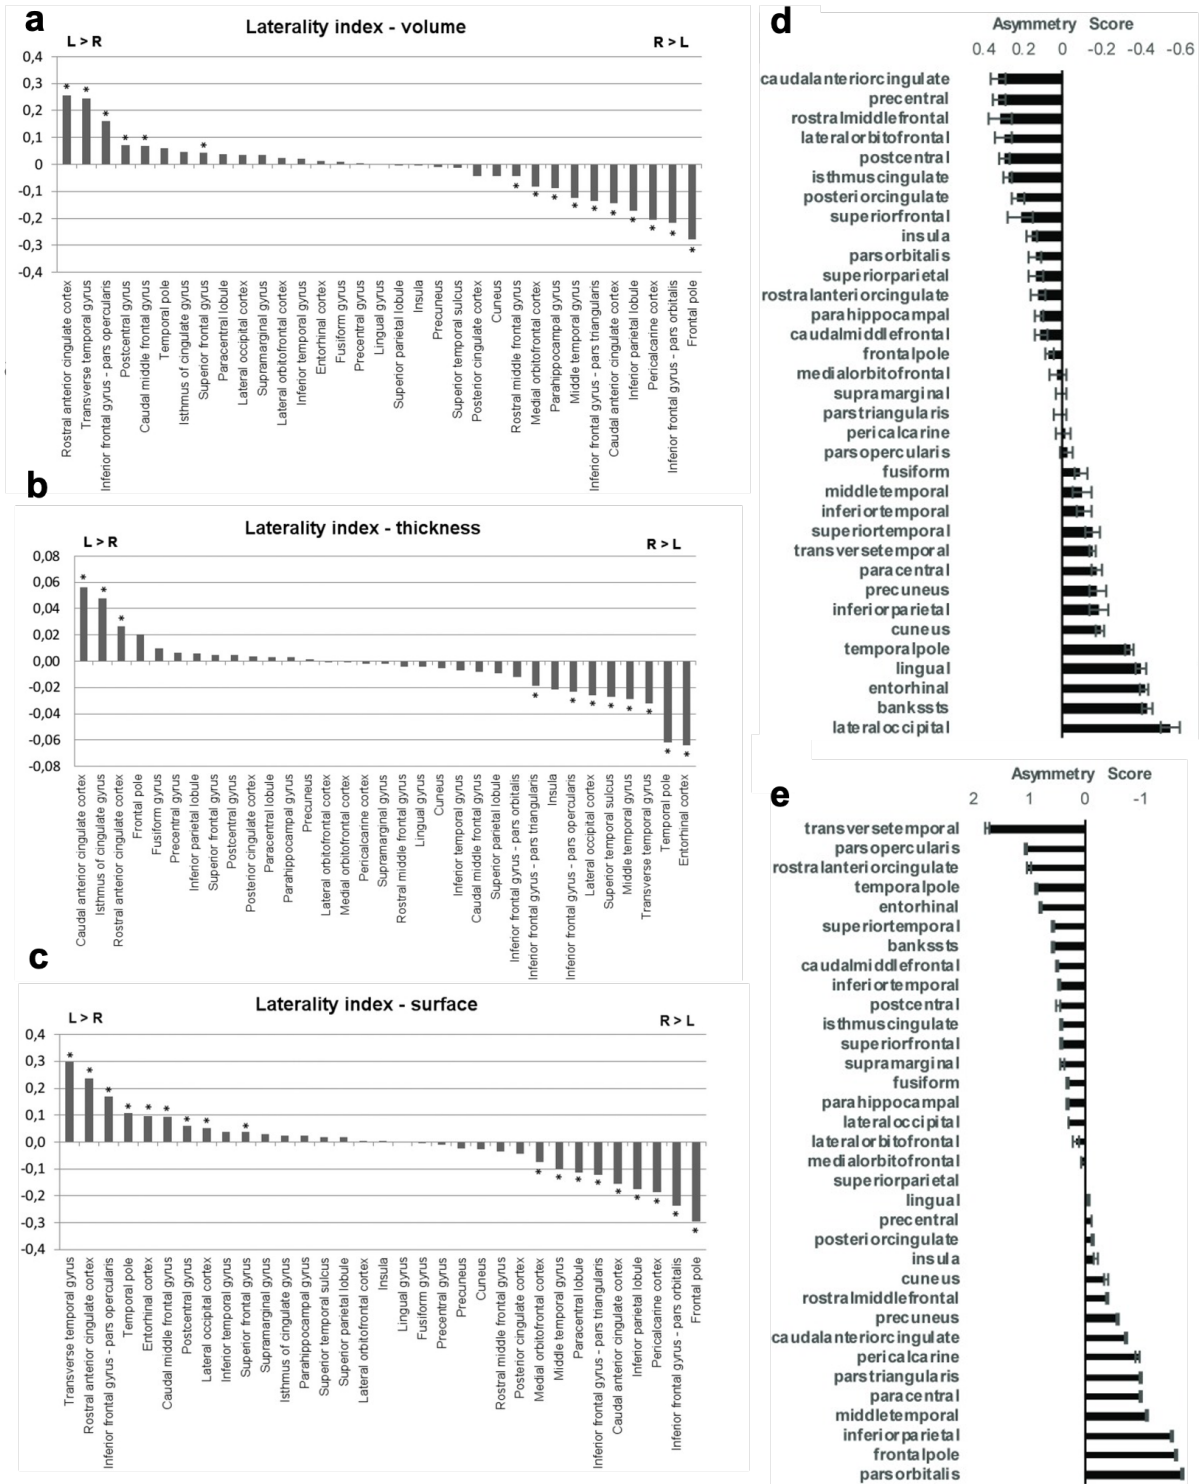 a
Laterality index - volume
L > R
R > L
0,4
0,3
0,2
0,1
0
-0,1
-0,2
-0,3
-0,4
Rostral anterior cingulate cortex
Transverse temporal gyrus
Inferior frontal gyrus - pars opercularis
Postcentral gyrus
Caudal middle frontal gyrus
Temporal pole
Isthmus of cingulate gyrus
Superior frontal gyrus
Paracentral lobule
Lateral occipital cortex
Supramarginal gyrus
Lateral orbitofrontal cortex
Inferior temporal gyrus
Entorhinal cortex
Fusiform gyrus
Precentral gyrus
Lingual gyrus
Superior parietal lobule
Insula
Precuneus
Superior temporal sulcus
Posterior cingulate cortex
Cuneus
Rostral middle frontal gyrus
Medial orbitofrontal cortex
Parahippocampal gyrus
Middle temporal gyrus
Inferior frontal gyrus - pars triangularis
Caudal anterior cingulate cortex
Inferior parietal lobule
Pericalcarine cortex
Inferior frontal gyrus - pars orbitalis
Frontal pole
b
Laterality index - thickness
L > R
R > L
0,08
0,06
0,04
0,02
0,00
-0,02
-0,04
-0,06
-0,08
Caudal anterior cingulate cortex
Isthmus of cingulate gyrus
Rostral anterior cingulate cortex
Frontal pole
Fusiform gyrus
Precentral gyrus
Inferior parietal lobule
Superior frontal gyrus
Postcentral gyrus
Posterior cingulate cortex
Paracentral lobule
Parahippocampal gyrus
Precuneus
Lateral orbitofrontal cortex
Medial orbitofrontal cortex
Pericalcarine cortex
Supramarginal gyrus
Rostral middle frontal gyrus
Lingual gyrus
Cuneus
Inferior temporal gyrus
Caudal middle frontal gyrus
Superior parietal lobule
Inferior frontal gyrus - pars orbitalis
Inferior frontal gyrus - pars triangularis
Insula
Inferior frontal gyrus - pars opercularis
Lateral occipital cortex
Superior temporal sulcus
Middle temporal gyrus
Transverse temporal gyrus
Temporal pole
Entorhinal cortex
c
Laterality index - surface
L > R
R > L
0,4
0,3
0,2
0,1
0,0
-0,1
-0,2
-0,3
-0,4
Transverse temporal gyrus
Rostral anterior cingulate cortex
Inferior frontal gyrus - pars opercularis
Temporal pole
Entorhinal cortex
Caudal middle frontal gyrus
Postcentral gyrus
Lateral occipital cortex
Inferior temporal gyrus
Superior frontal gyrus
Supramarginal gyrus
Isthmus of cingulate gyrus
Parahippocampal gyrus
Superior temporal sulcus
Superior parietal lobule
Lateral orbitofrontal cortex
Insula
Lingual gyrus
Fusiform gyrus
Precentral gyrus
Precuneus
Cuneus
Rostral middle frontal gyrus
Posterior cingulate cortex
Medial orbitofrontal cortex
Middle temporal gyrus
Paracentral lobule
Inferior frontal gyrus - pars triangularis
Caudal anterior cingulate cortex
Inferior parietal lobule
Pericalcarine cortex
Inferior frontal gyrus - pars orbitalis
Frontal pole
d
Asymmetry Score
0.4 0.2 0 -0.2 -0.4 -0.6
caudalanteriorcingulate
precentral
rostralmiddlefrontal
lateralorbitofrontal
postcentral
isthmuscingulate
posteriorcingulate
superiorfrontal
insula
parsorbitalis
superiorparietal
rostralanteriorcingulate
parahippocampal
caudalmiddlefrontal
frontalpole
medialorbitofrontal
supramarginal
parstriangularis
pericalcarine
parsopercularis
fusiform
middletemporal
inferiortemporal
superiortemporal
transversetemporal
paracentral
precuneus
inferiorparietal
cuneus
temporalpole
lingual
entorhinal
bankssts
lateraloccipital
e
Asymmetry Score
2 1 0 -1
transversetemporal
parsopercularis
rostralanteriorcingulate
temporalpole
entorhinal
superiortemporal
bankssts
caudalmiddlefrontal
inferiortemporal
postcentral
isthmuscingulate
superiorfrontal
supramarginal
fusiform
parahippocampal
lateraloccipital
lateralorbitofrontal
medialorbitofrontal
superiorparietal
lingual
precentral
posteriorcingulate
insula
cuneus
rostralmiddlefrontal
precuneus
caudalanteriorcingulate
pericalcarine
parstriangularis
paracentral
middletemporal
inferiorparietal
frontalpole
parsorbitalis